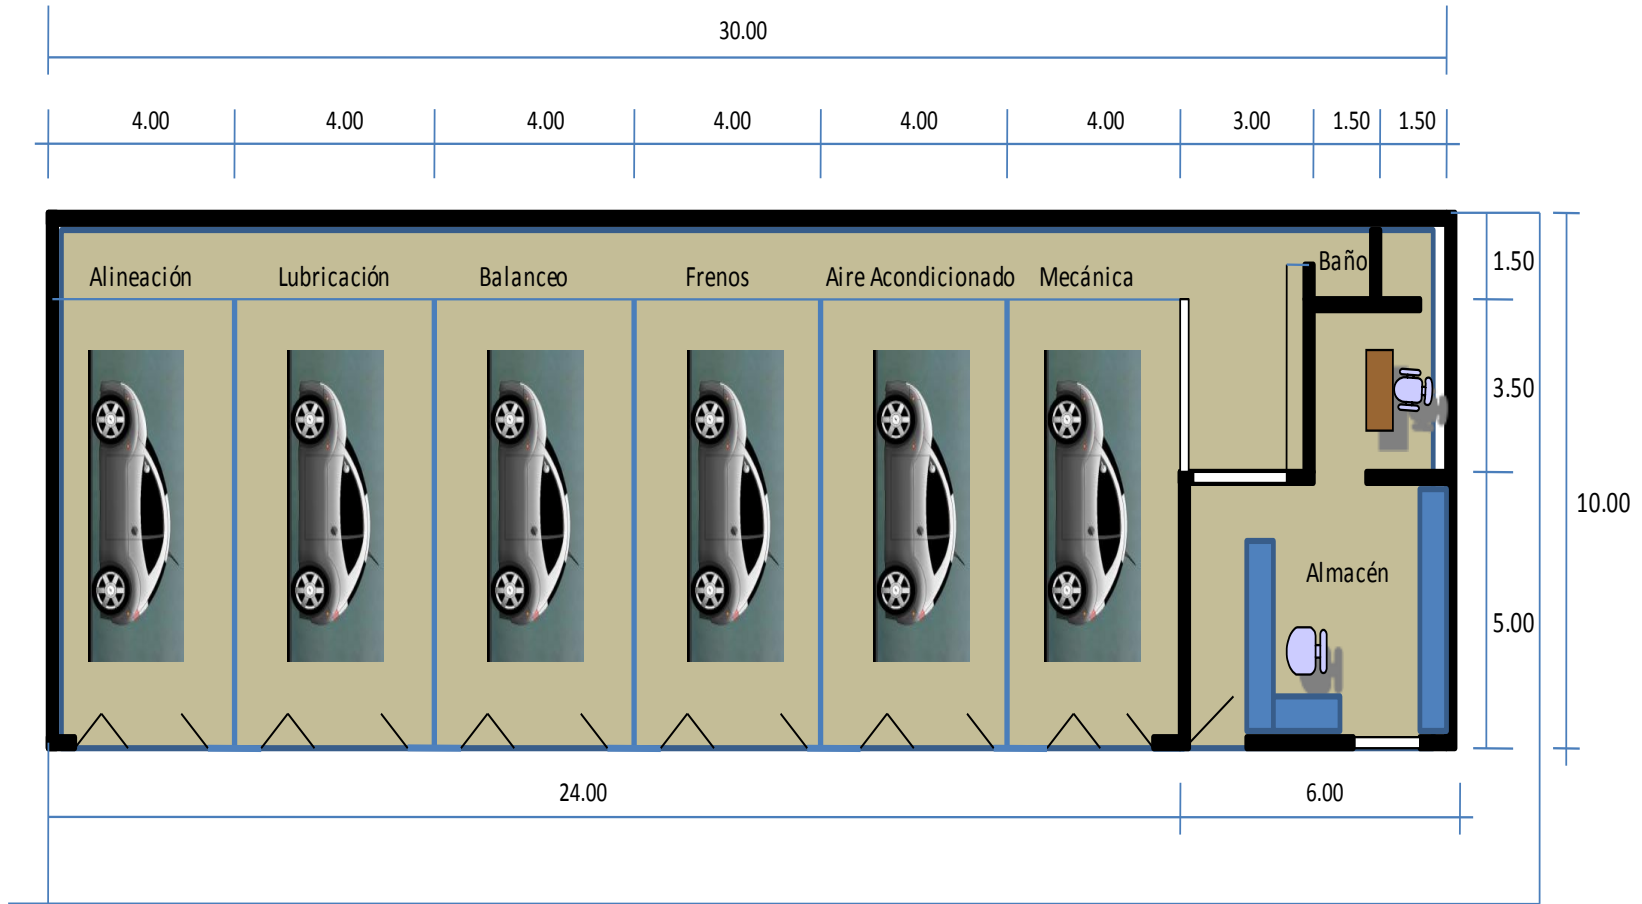 30.00
4.00 4.00 4.00 4.00 4.00 4.00 3.00 1.50 1.50
Baño 1.50
Alineación Lubricación Balanceo Frenos Aire Acondicionado Mecánica
3.50
10.00
Almacén
5.00
24.00 6.00